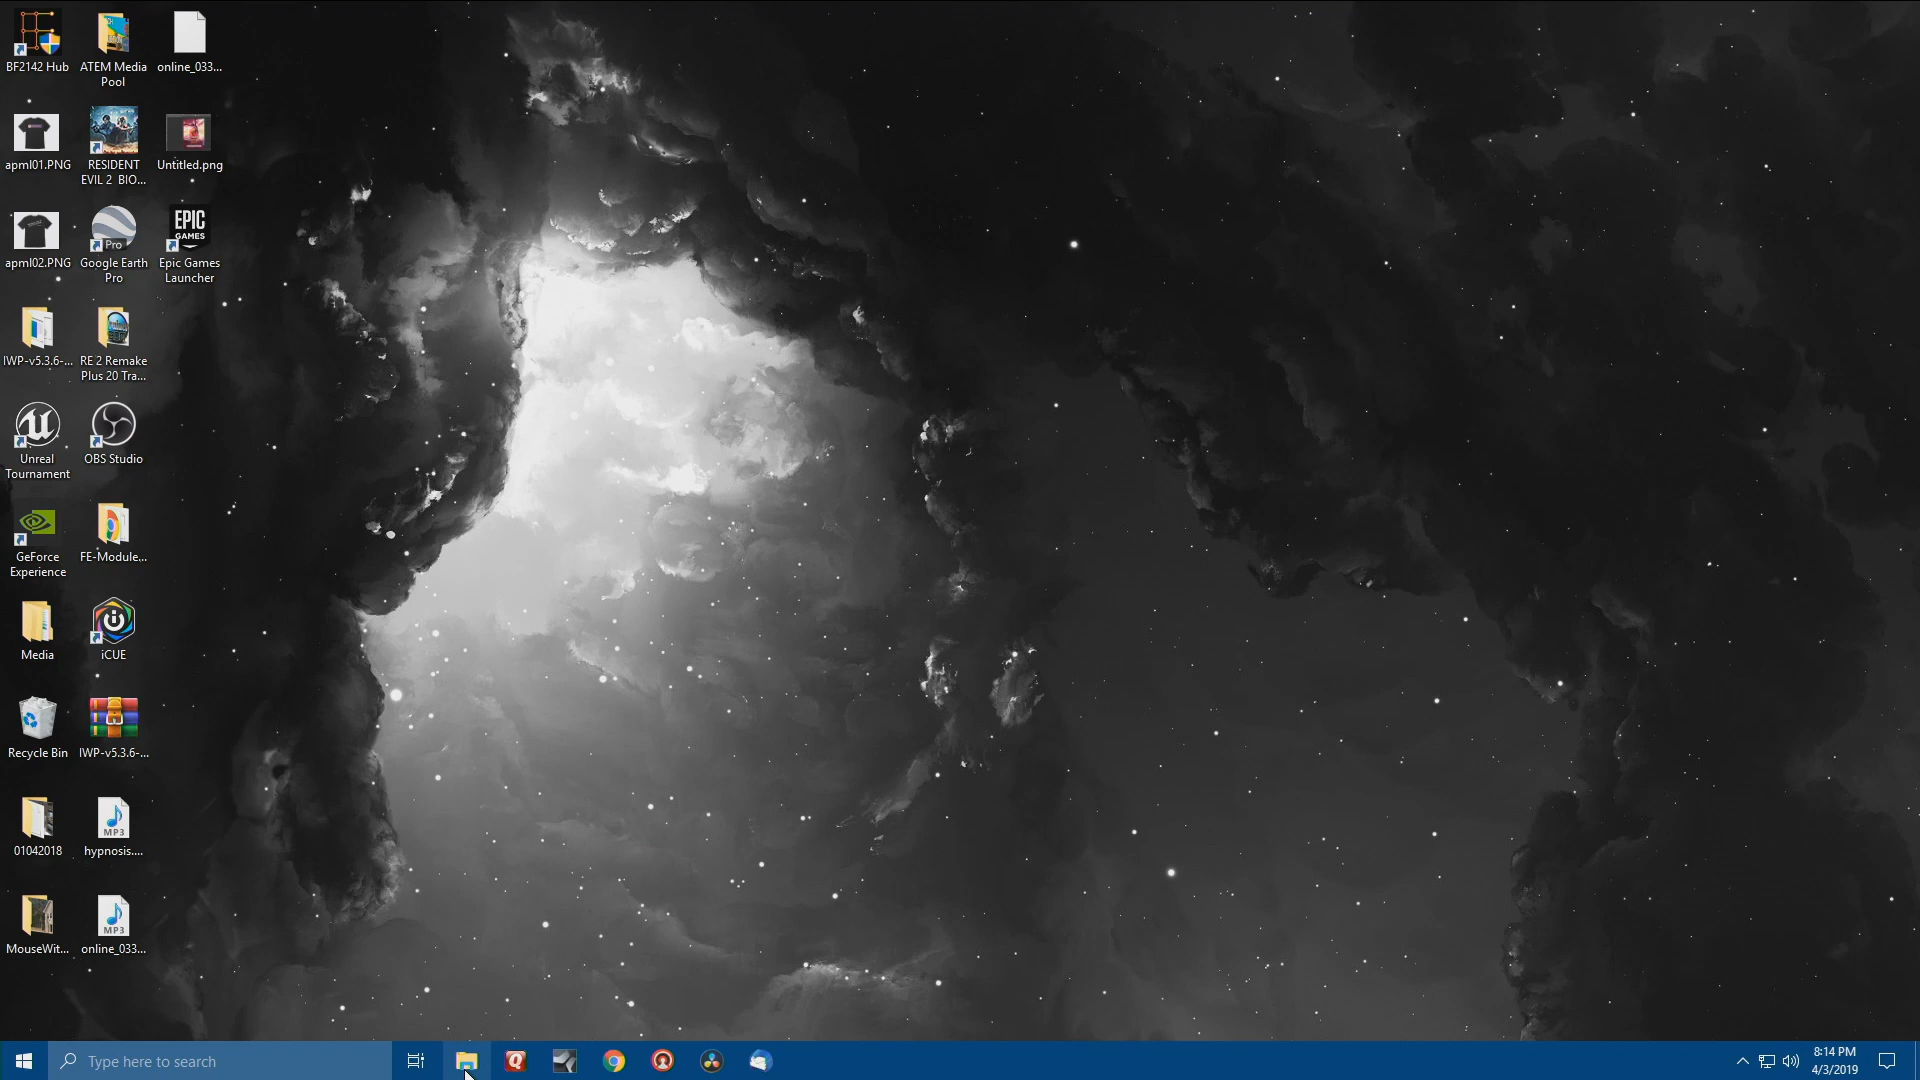 BF2142 Hub
ATEM Media
Pool
online_033...
apml01.PNG
RESIDENT
EVIL 2 BIO...
Untitled.png
apml02.PNG
Pro
Google Earth
Pro
EPIC
GAMES
Epic Games
Launcher
IWP-v5.3.6-...
RE 2 Remake
Plus 20 Tra...
Unreal
Tournament
OBS Studio
GeForce
Experience
FE-Module...
Media
iCUE
Recycle Bin
IWP-v5.3.6-...
01042018
MP3
hypnosis....
MouseWit...
MP3
online_033...
Type here to search
8:14 PM
4/3/2019